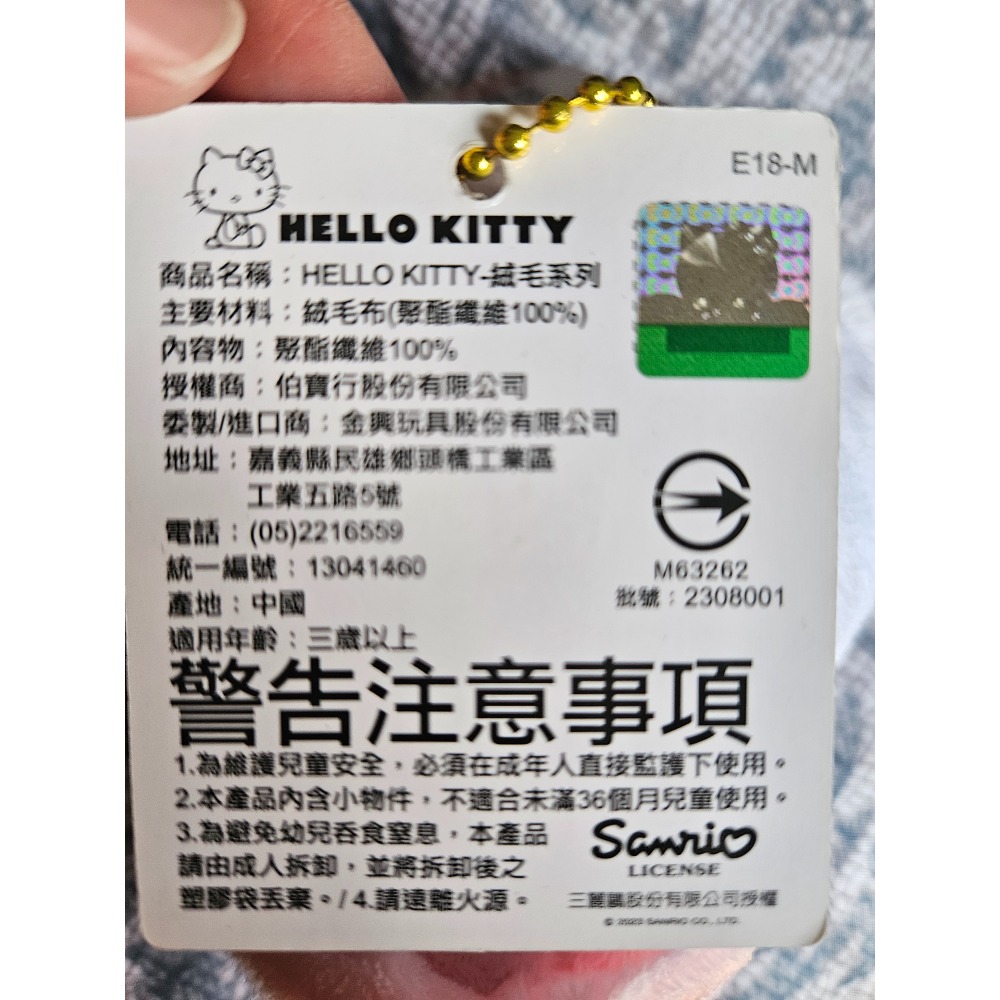 E18-M
HELLO KITTY
商品名稱：HELLO KITTY-絨毛系列
主要材料：絨毛布(聚酯纖維100%)
內容物：聚酯纖維100%
授權商：伯寶行股份有限公司
委製/進口商：金興玩具股份有限公司
地址：嘉義縣民雄鄉頭橋工業區
工業五路5號
電話：(05)2216559
統一編號：13041460
產地：中國
適用年齡：三歲以上
M63262
批號：2308001
警告注意事項
1.為維護兒童安全，必須在成年人直接監護下使用。
2.本產品內含小物件，不適合未滿36個月兒童使用。
3.為避免幼兒吞食窒息，本產品
請由成人拆卸，並將拆卸後之
塑膠袋丟棄。/4.請遠離火源。
Sanrio
LICENSE
三麗鷗股份有限公司授權
© 2023 SANRIO CO., LTD.